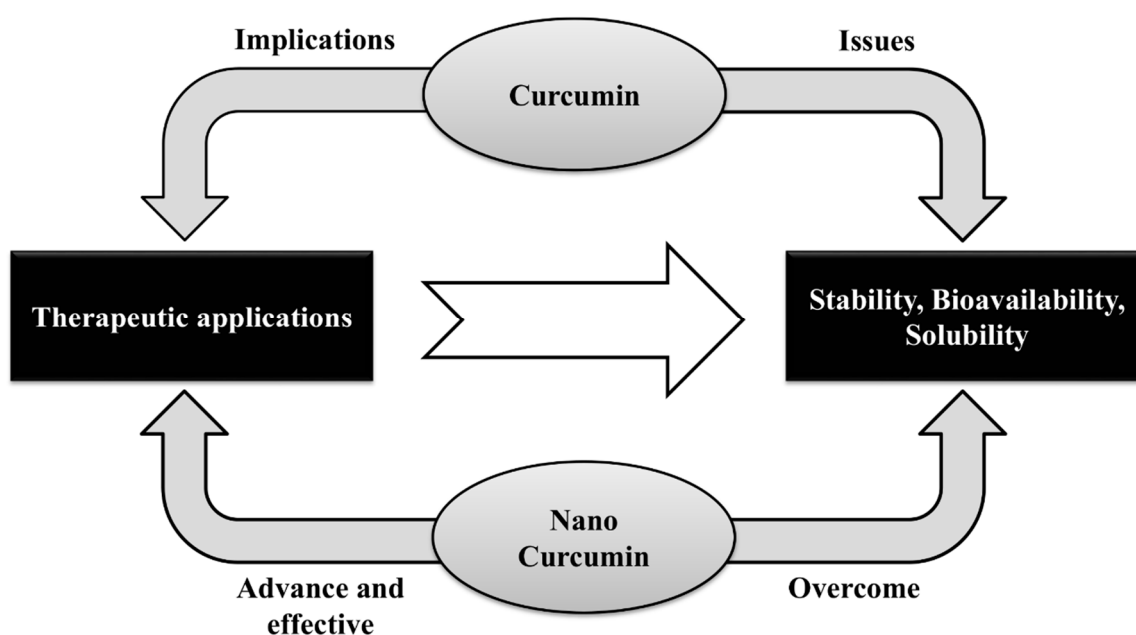 Implications
Issues
Curcumin
Therapeutic applications
Stability, Bioavailability,
Solubility
Nano
Curcumin
Advance and
effective
Overcome